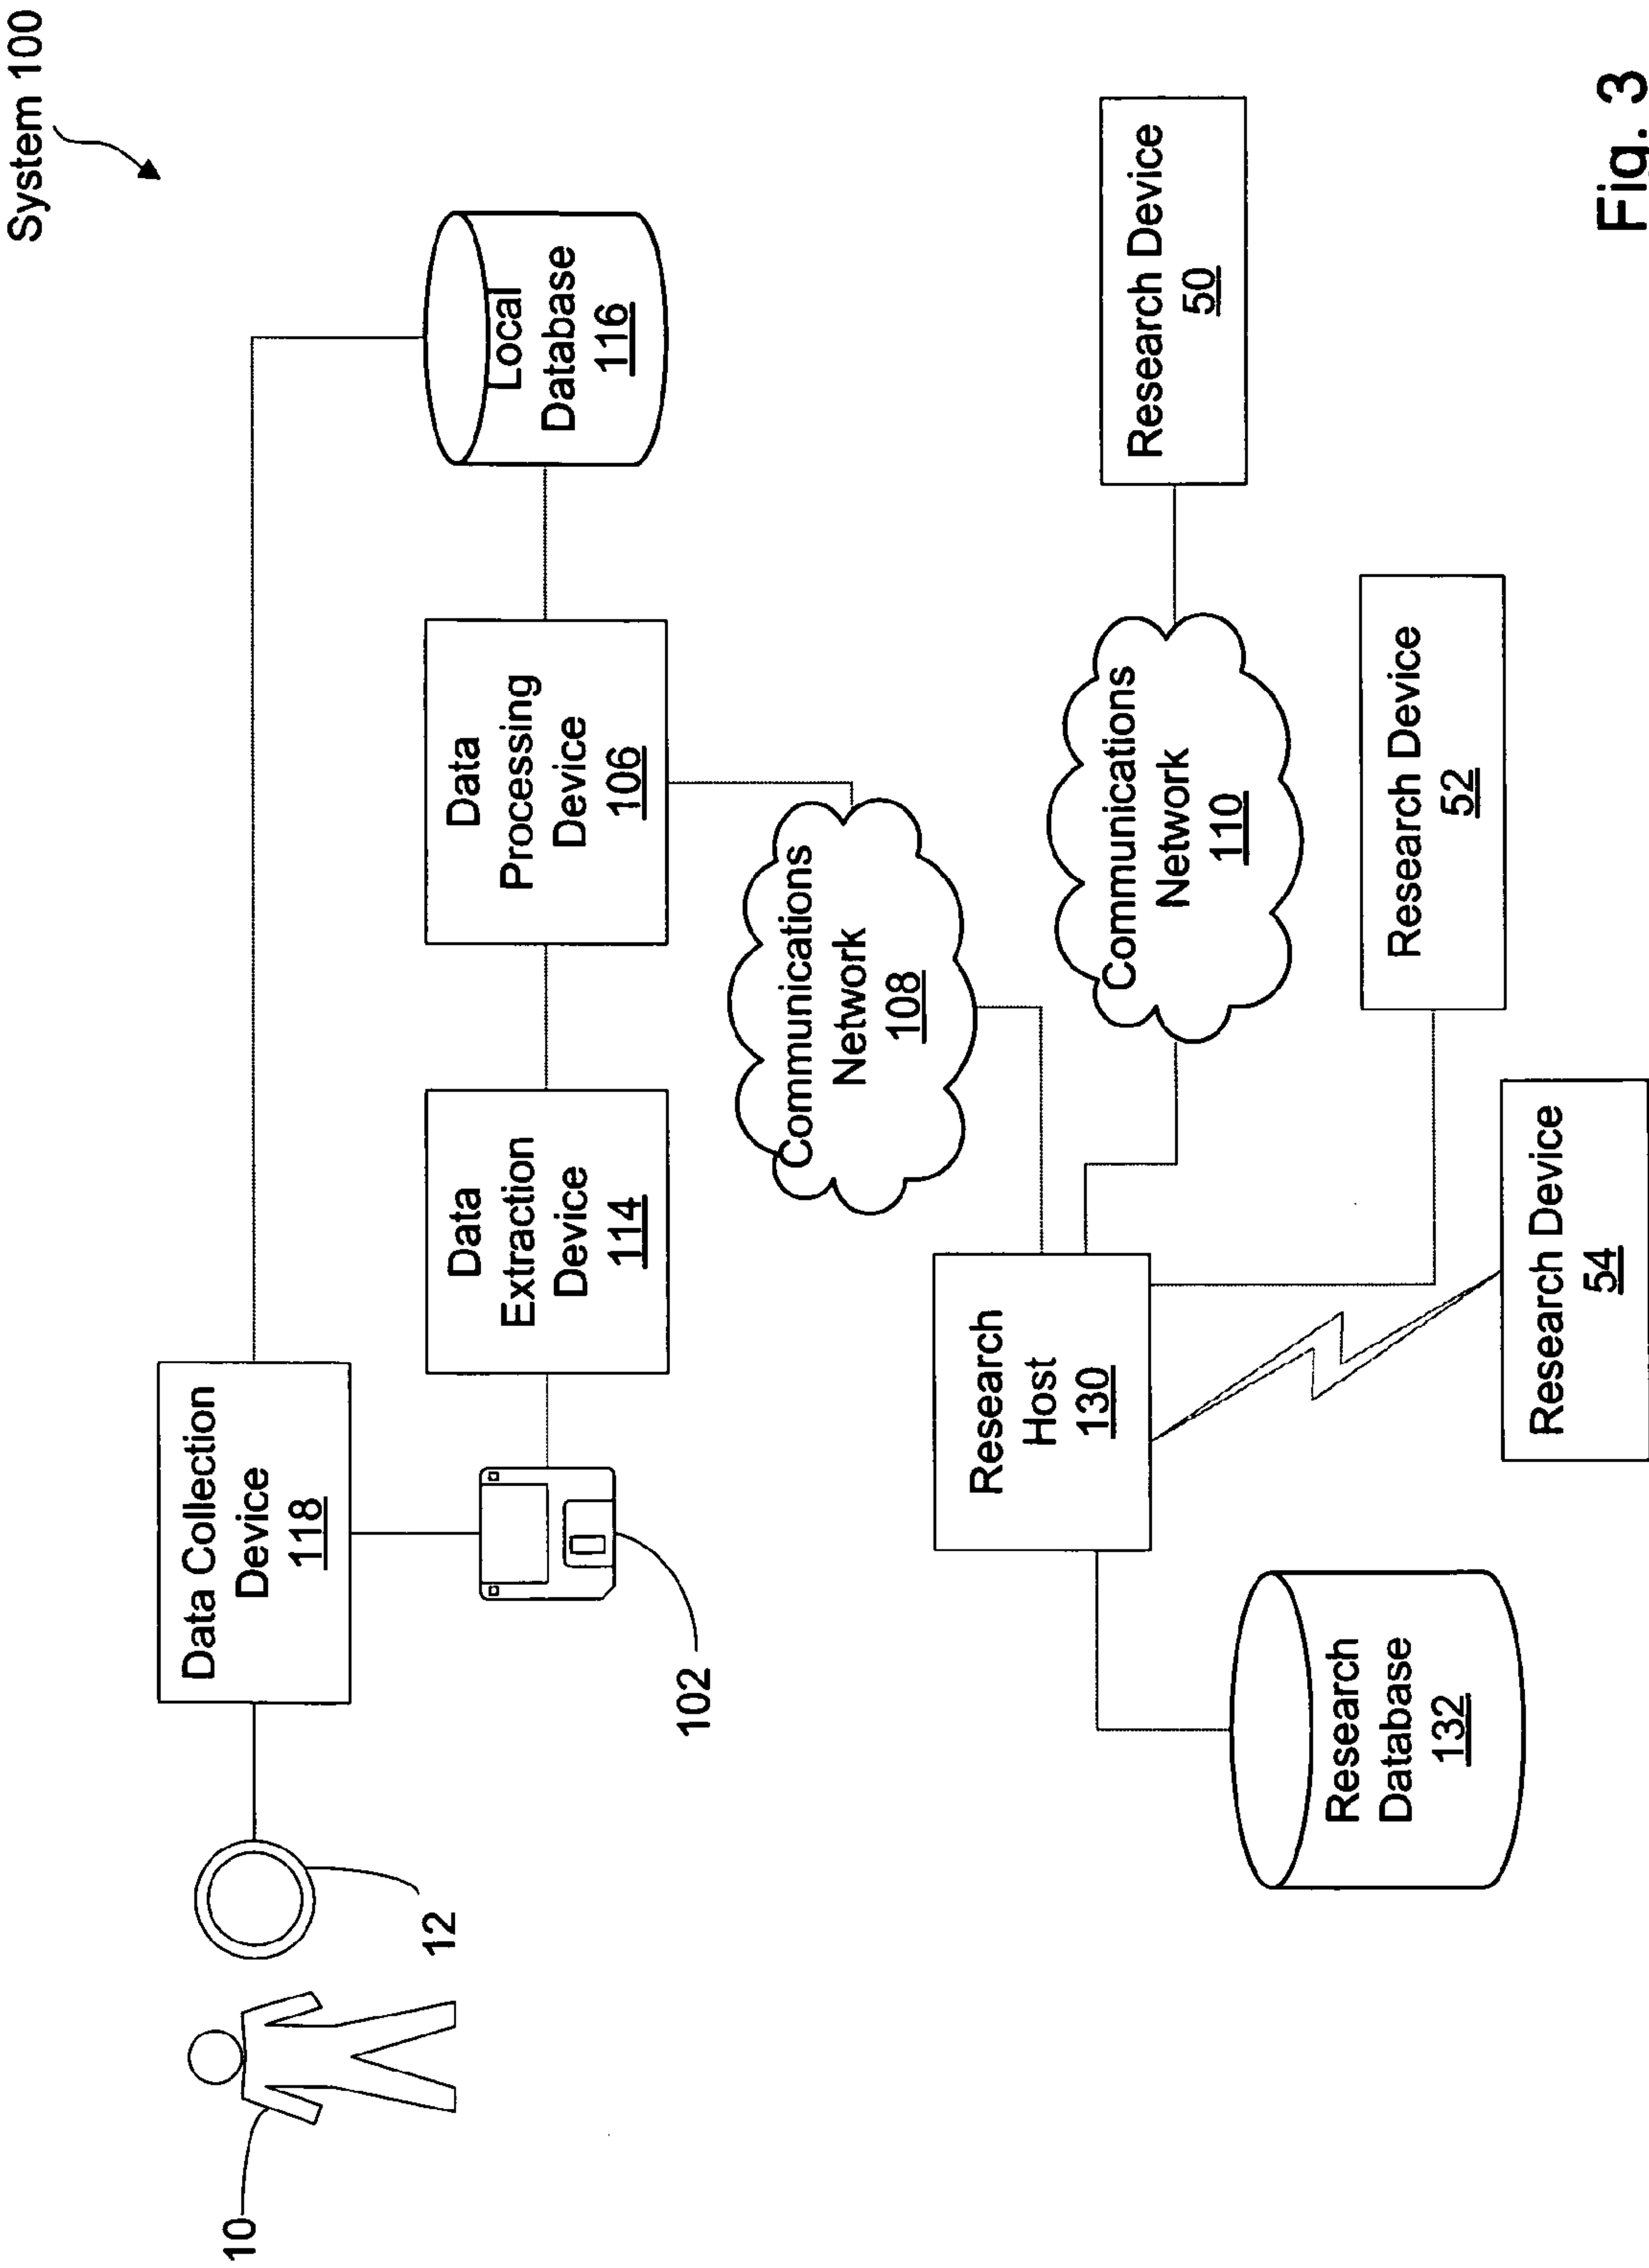 System 100
Data Collection
Device
118
Local
Database
116
Data
Processing
Device
106
Data
Extraction
Device
114
10
12
102
Communications
Network
108
Communications
Network
110
Research Device
50
Research
Host
130
Research Device
52
Research Device
54
Research
Database
132
Fig. 3